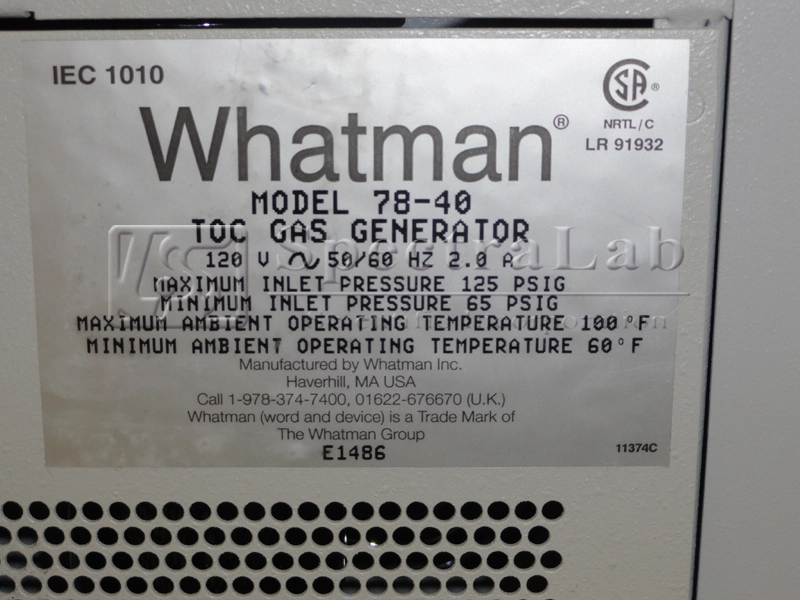 IEC 1010
SA®
NRTL/C
LR 91932
Whatman®
MODEL 78-40
TOC GAS GENERATOR
120 V ∿ 50/60 HZ 2.0 A
SpectraLab
MAXIMUM INLET PRESSURE 125 PSIG
MINIMUM INLET PRESSURE 65 PSIG
MAXIMUM AMBIENT OPERATING TEMPERATURE 100°F
MINIMUM AMBIENT OPERATING TEMPERATURE 60°F
Manufactured by Whatman Inc.
Haverhill, MA USA
Call 1-978-374-7400, 01622-676670 (U.K.)
Whatman (word and device) is a Trade Mark of
The Whatman Group
E1486
11374C